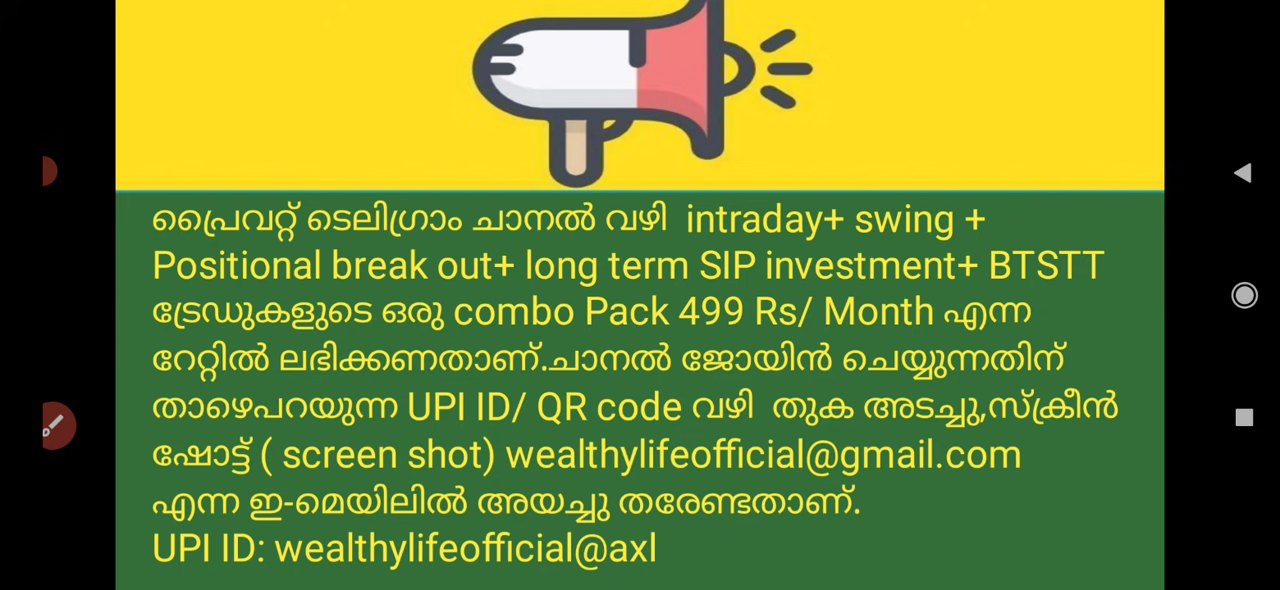 പ്രൈവറ്റ് ടെലിഗ്രാം ചാനൽ വഴി intraday+ swing +
Positional break out+ long term SIP investment+ BTSTT
ട്രേഡുകളുടെ ഒരു combo Pack 499 Rs/ Month എന്ന
റേറ്റിൽ ലഭിക്കണതാണ്.ചാനൽ ജോയിൻ ചെയ്യുന്നതിന്
താഴെപറയുന്ന UPI ID/ QR code വഴി തുക അടച്ചു,സ്ക്രീൻ
ഷോട്ട് ( screen shot) wealthylifeofficial@gmail.com
എന്ന ഇ-മെയിലിൽ അയച്ചു തരേണ്ടതാണ്.
UPI ID: wealthylifeofficial@axl